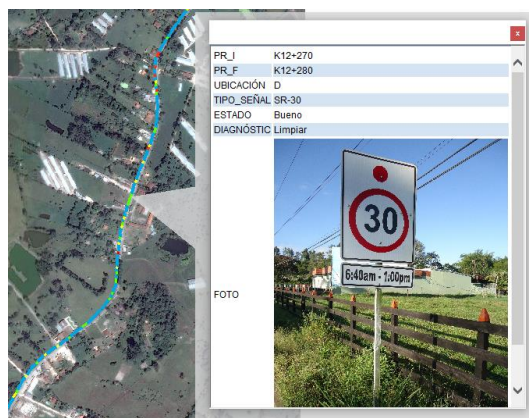 x
PR_I K12+270
PR_F K12+280
UBICACIÓN D
TIPO_SEÑAL SR-30
ESTADO Bueno
DIAGNÓSTIC Limpiar
FOTO
30
6:40am - 1:00pm